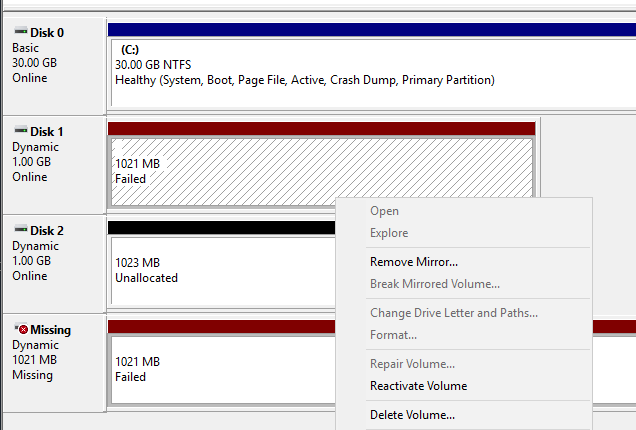 Disk 0
Basic
30.00 GB
Online
(C:)
30.00 GB NTFS
Healthy (System, Boot, Page File, Active, Crash Dump, Primary Partition)
Disk 1
Dynamic
1.00 GB
Online
1021 MB
Failed
Disk 2
Dynamic
1.00 GB
Online
1023 MB
Unallocated
Missing
Dynamic
1021 MB
Missing
1021 MB
Failed
Open
Explore
Remove Mirror...
Break Mirrored Volume...
Change Drive Letter and Paths...
Format...
Repair Volume...
Reactivate Volume
Delete Volume...